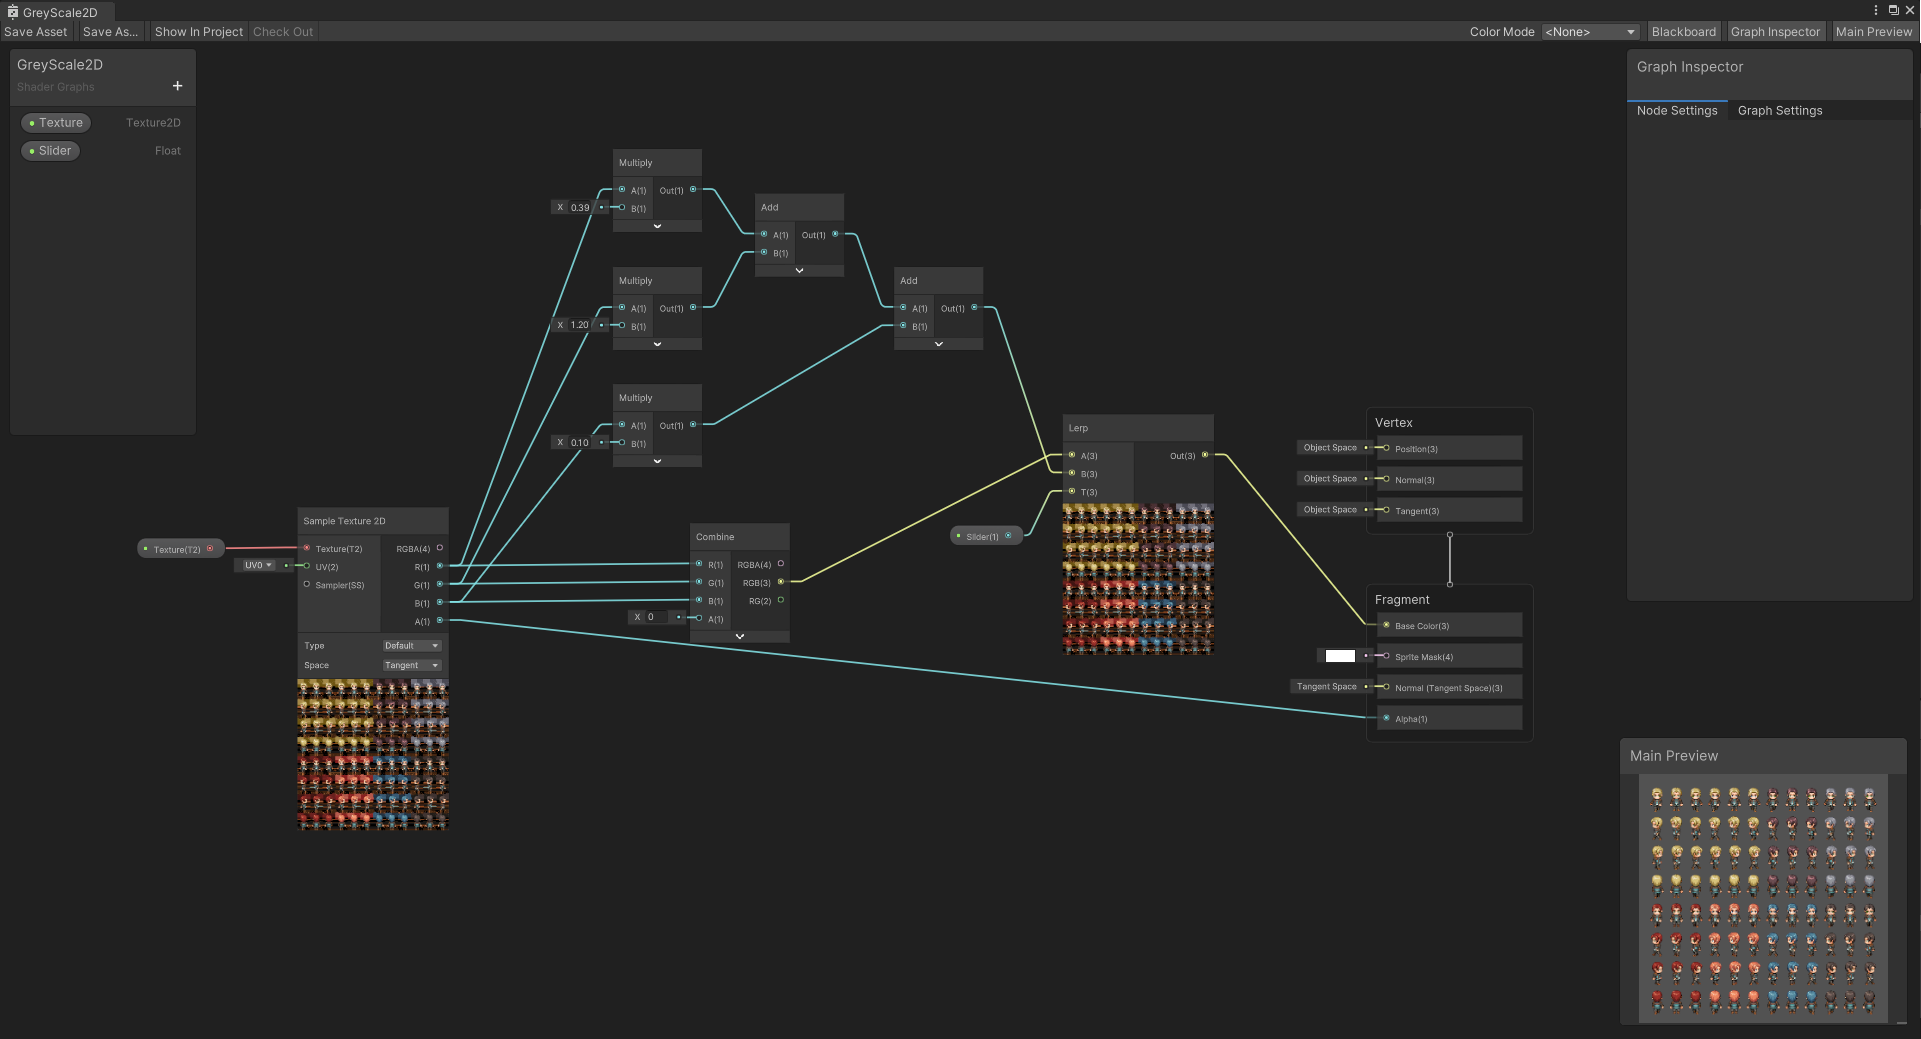 GreyScale2D
Save Asset Save As... Show In Project Check Out
Color Mode <None> Blackboard Graph Inspector Main Preview
GreyScale2D
Shader Graphs
+
Texture Texture2D
Slider Float
Graph Inspector
Node Settings Graph Settings
Multiply
A(1) Out(1)
X 0.39 B(1)
Add
A(1) Out(1)
B(1)
Multiply
A(1) Out(1)
X 1.20 B(1)
Add
A(1) Out(1)
B(1)
Multiply
A(1) Out(1)
X 0.10 B(1)
Lerp
A(3) Out(3)
B(3)
T(3)
Slider(1)
Texture(T2)
UV0
Sample Texture 2D
Texture(T2) RGBA(4)
UV(2) R(1)
Sampler(SS) G(1)
B(1)
A(1)
Type Default
Space Tangent
Combine
R(1) RGBA(4)
G(1) RGB(3)
B(1) RG(2)
X 0 A(1)
Vertex
Object Space Position(3)
Object Space Normal(3)
Object Space Tangent(3)
Fragment
Base Color(3)
Sprite Mask(4)
Tangent Space Normal (Tangent Space)(3)
Alpha(1)
Main Preview